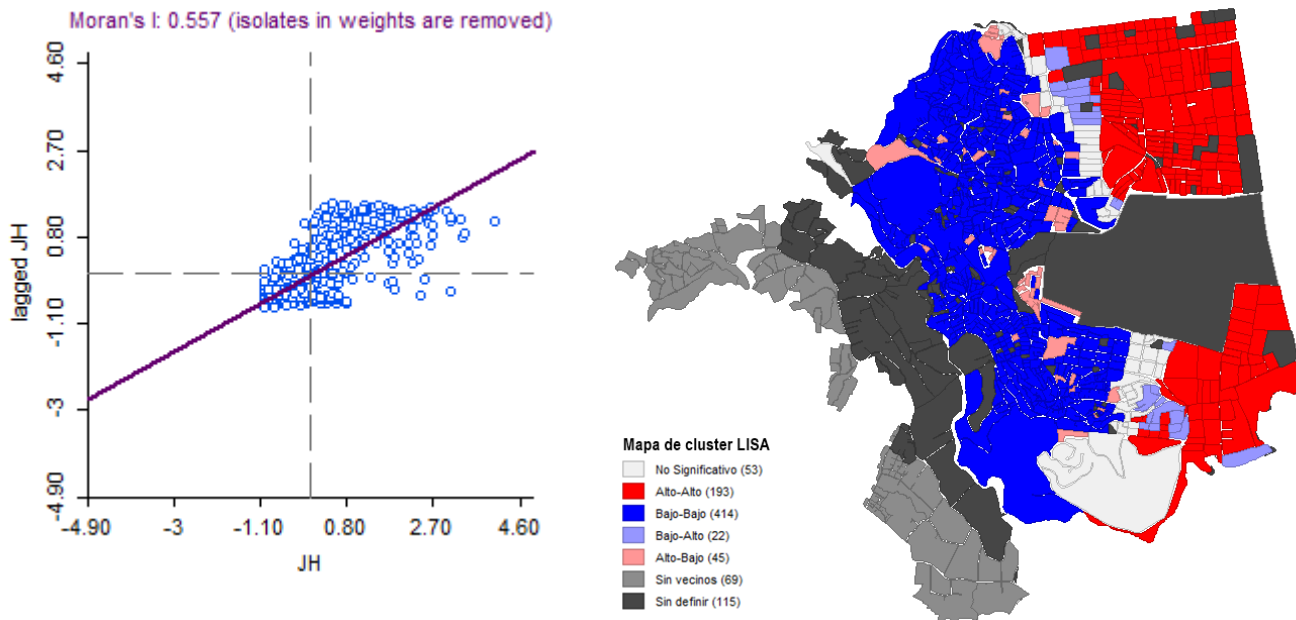 Moran's I: 0.557 (isolates in weights are removed)
4.60
2.70
0.80
-1.10
-3
-4.90
lagged JH
-4.90 -3 -1.10 0.80 2.70 4.60
JH
Mapa de cluster LISA
No Significativo (53)
Alto-Alto (193)
Bajo-Bajo (414)
Bajo-Alto (22)
Alto-Bajo (45)
Sin vecinos (69)
Sin definir (115)